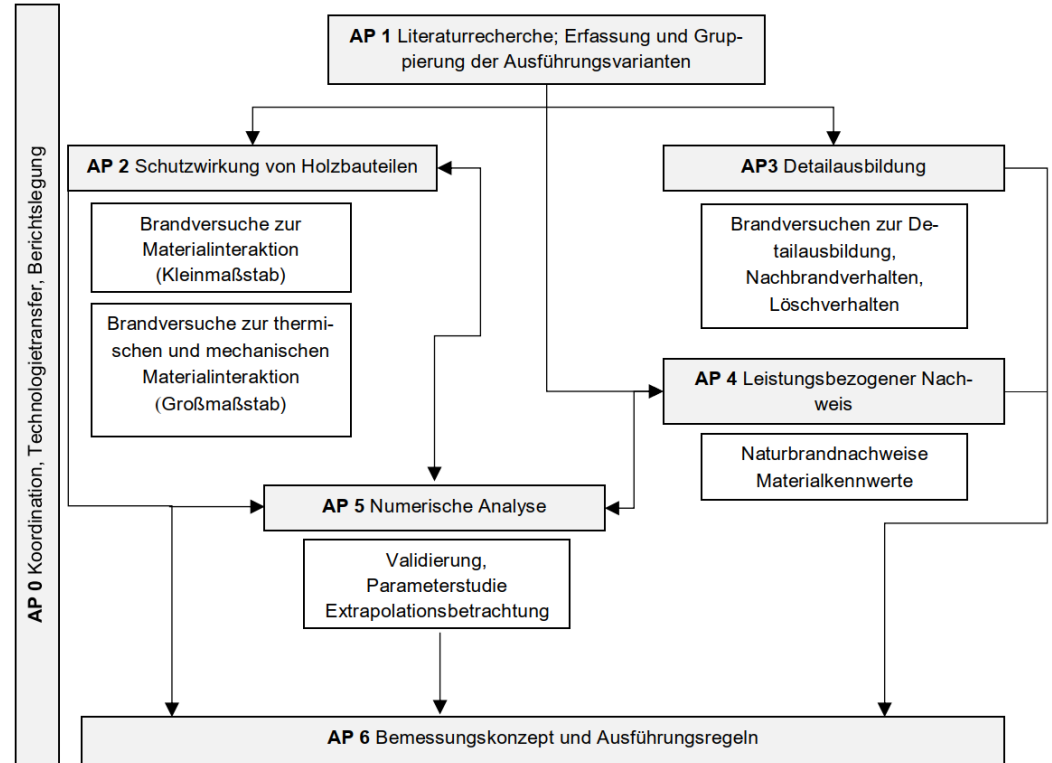 AP 0 Koordination, Technologietransfer, Berichtslegung
AP 1 Literaturrecherche; Erfassung und Grup-
pierung der Ausführungsvarianten
AP 2 Schutzwirkung von Holzbauteilen
Brandversuche zur
Materialinteraktion
(Kleinmaßstab)
Brandversuche zur thermi-
schen und mechanischen
Materialinteraktion
(Großmaßstab)
AP3 Detailausbildung
Brandversuchen zur De-
tailausbildung,
Nachbrandverhalten,
Löschverhalten
AP 4 Leistungsbezogener Nach-
weis
Naturbrandnachweise
Materialkennwerte
AP 5 Numerische Analyse
Validierung,
Parameterstudie
Extrapolationsbetrachtung
AP 6 Bemessungskonzept und Ausführungsregeln